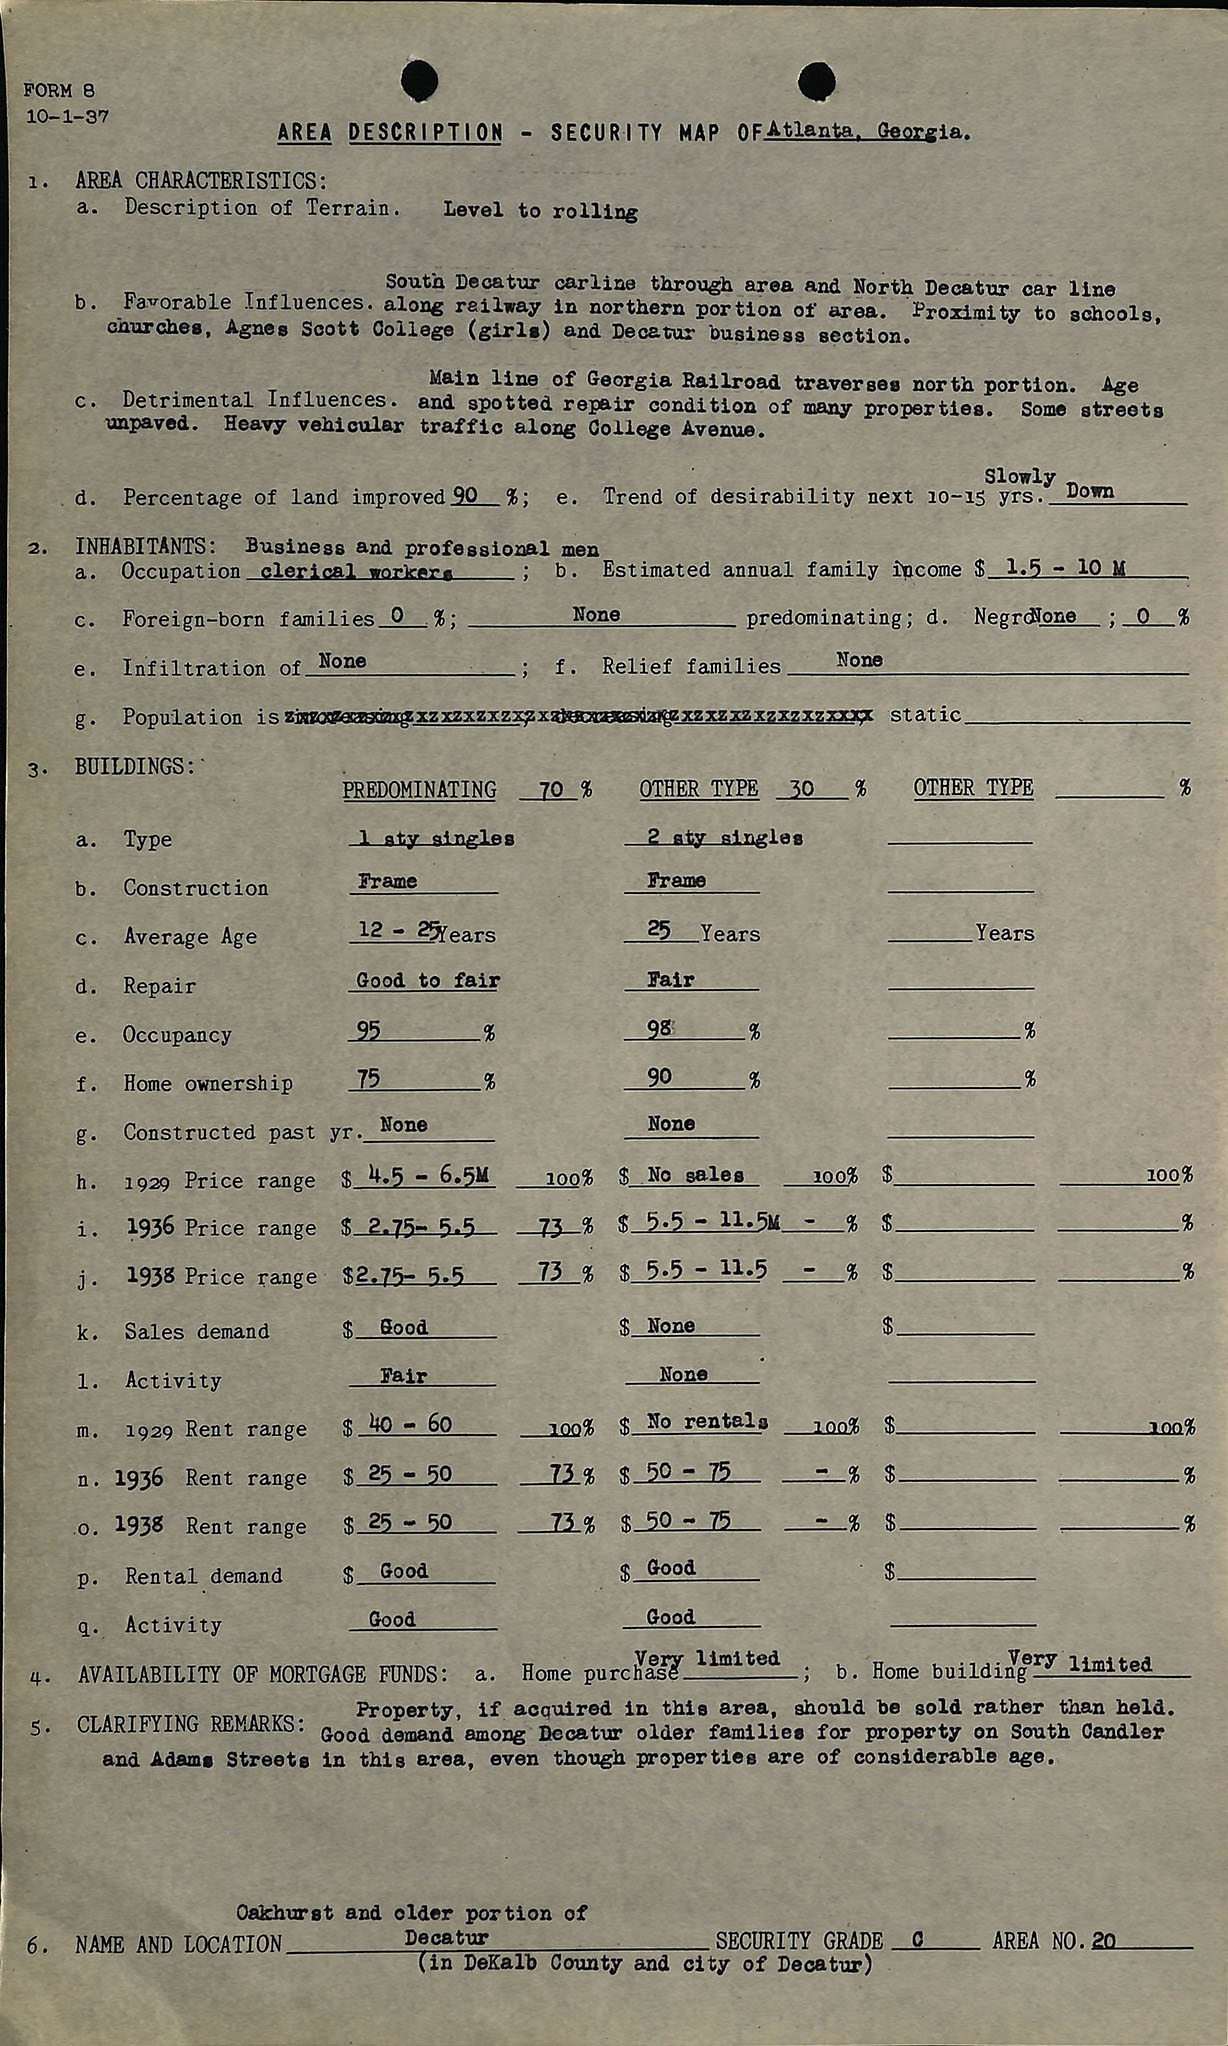 FORM 8
10-1-37
AREA DESCRIPTION - SECURITY MAP OF Atlanta, Georgia.
1. AREA CHARACTERISTICS:
a. Description of Terrain. Level to rolling
South Decatur carline through area and North Decatur car line
b. Favorable Influences. along railway in northern portion of area. Proximity to schools,
churches, Agnes Scott College (girls) and Decatur business section.
Main line of Georgia Railroad traverses north portion. Age
c. Detrimental Influences. and spotted repair condition of many properties. Some streets
unpaved. Heavy vehicular traffic along College Avenue.
Slowly
d. Percentage of land improved 90 %; e. Trend of desirability next 10-15 yrs. Down
2. INHABITANTS: Business and professional men
a. Occupation clerical workers ; b. Estimated annual family income $ 1.5 - 10 M
c. Foreign-born families 0 %; None predominating; d. Negro None ; 0 %
e. Infiltration of None ; f. Relief families None
g. Population is static
3. BUILDINGS:
PREDOMINATING 70 % OTHER TYPE 30 % OTHER TYPE %
a. Type 1 sty singles 2 sty singles
b. Construction Frame Frame
c. Average Age 12 - 25 Years 25 Years Years
d. Repair Good to fair Fair
e. Occupancy 95 % 98 % %
f. Home ownership 75 % 90 % %
g. Constructed past yr. None None
h. 1929 Price range $ 4.5 - 6.5M 100% $ No sales 100% $ 100%
i. 1936 Price range $ 2.75- 5.5 73 % $ 5.5 - 11.5M - % $ %
j. 1938 Price range $2.75- 5.5 73 % $ 5.5 - 11.5 - % $ %
k. Sales demand $ Good $ None $
l. Activity Fair None
m. 1929 Rent range $ 40 - 60 100% $ No rentals 100% $ 100%
n. 1936 Rent range $ 25 - 50 73 % $ 50 - 75 - % $ %
o. 1938 Rent range $ 25 - 50 73 % $ 50 - 75 - % $ %
p. Rental demand $ Good $ Good $
q. Activity Good Good
4. AVAILABILITY OF MORTGAGE FUNDS: a. Home purchase Very limited ; b. Home building Very limited
Property, if acquired in this area, should be sold rather than held.
5. CLARIFYING REMARKS: Good demand among Decatur older families for property on South Candler
and Adams Streets in this area, even though properties are of considerable age.
Oakhurst and older portion of
6. NAME AND LOCATION Decatur SECURITY GRADE C AREA NO. 20
(in DeKalb County and city of Decatur)